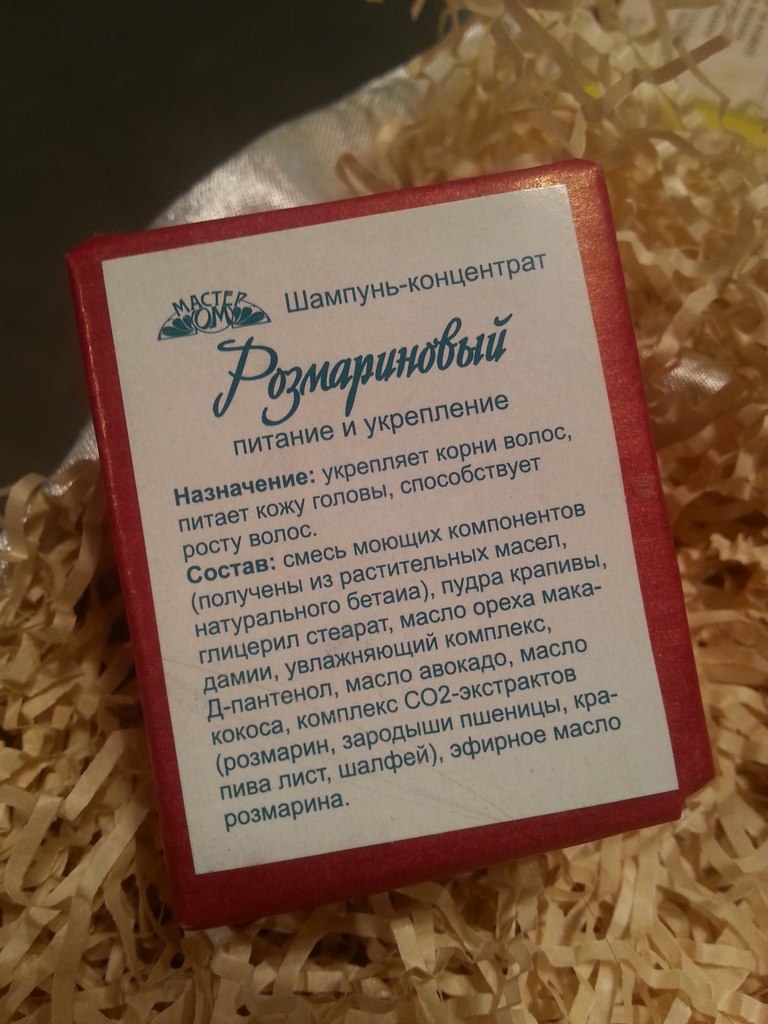 МАСТЕР
ОМ
Шампунь-концентрат
Розмариновый
питание и укрепление
Назначение: укрепляет корни волос,
питает кожу головы, способствует
росту волос.
Состав: смесь моющих компонентов
(получены из растительных масел,
натурального бетаиа), пудра крапивы,
глицерил стеарат, масло ореха мака-
дамии, увлажняющий комплекс,
Д-пантенол, масло авокадо, масло
кокоса, комплекс СО2-экстрактов
(розмарин, зародыши пшеницы, кра-
пива лист, шалфей), эфирное масло
розмарина.